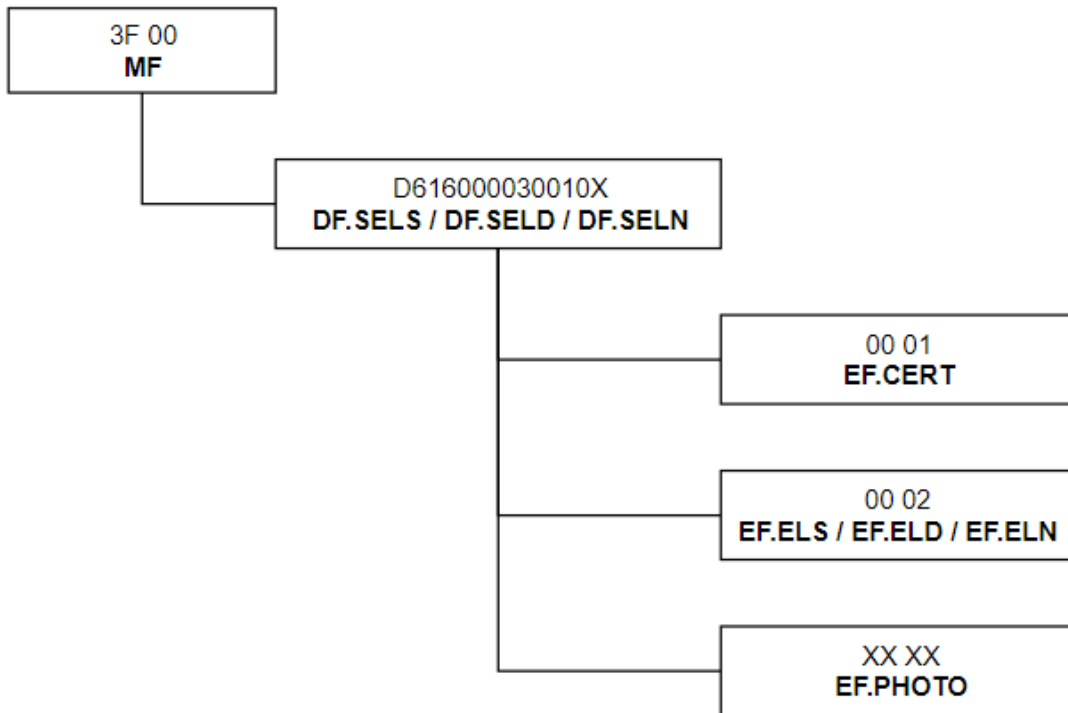 3F 00
MF
D616000030010X
DF.SELS / DF.SELD / DF.SELN
00 01
EF.CERT
00 02
EF.ELS / EF.ELD / EF.ELN
XX XX
EF.PHOTO